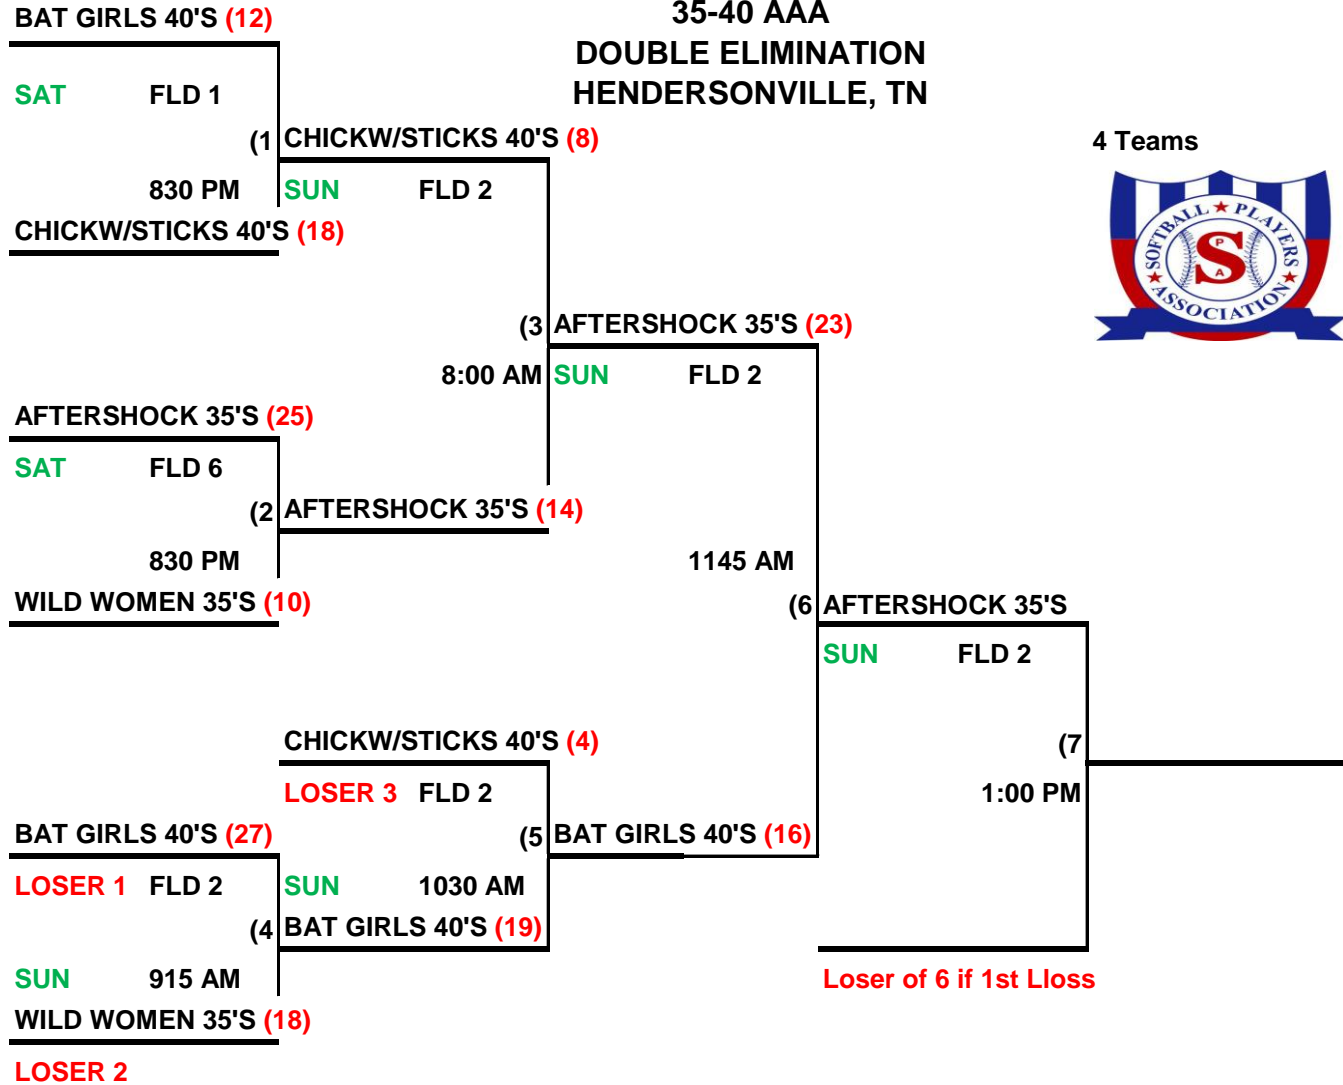 BAT GIRLS 40'S (12)
35-40 AAA
DOUBLE ELIMINATION
HENDERSONVILLE, TN
SAT FLD 1
(1 CHICKW/STICKS 40'S (8)
4 Teams
830 PM SUN FLD 2
CHICKW/STICKS 40'S (18)
SOFTBALL ★ PLAYERS
S
P
A
★ ASSOCIATION ★
(3 AFTERSHOCK 35'S (23)
8:00 AM SUN FLD 2
AFTERSHOCK 35'S (25)
SAT FLD 6
(2 AFTERSHOCK 35'S (14)
830 PM 1145 AM
WILD WOMEN 35'S (10)
(6 AFTERSHOCK 35'S
SUN FLD 2
CHICKW/STICKS 40'S (4)
(7
LOSER 3 FLD 2
1:00 PM
BAT GIRLS 40'S (27)
(5 BAT GIRLS 40'S (16)
LOSER 1 FLD 2 SUN 1030 AM
(4 BAT GIRLS 40'S (19)
SUN 915 AM
Loser of 6 if 1st Lloss
WILD WOMEN 35'S (18)
LOSER 2